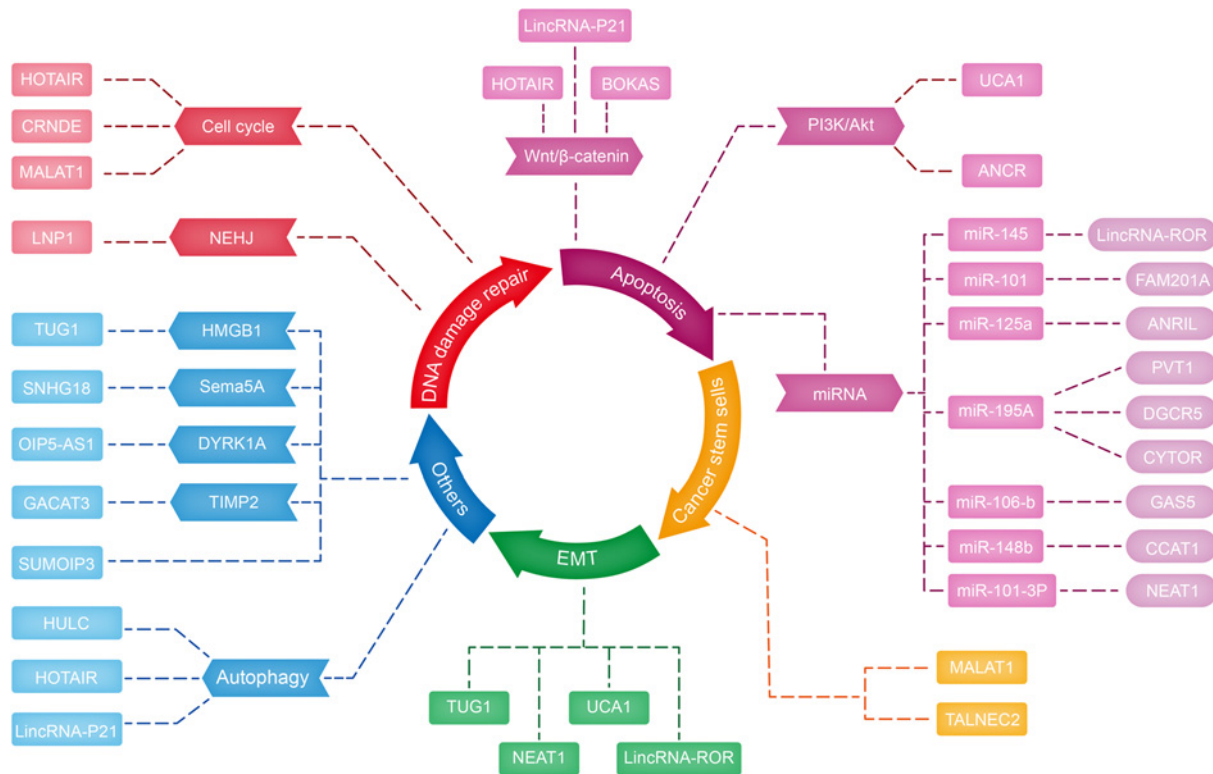 LincRNA-P21
HOTAIR
BOKAS
Wnt/β-catenin
HOTAIR
CRNDE
MALAT1
Cell cycle
LNP1
NEHJ
UCA1
ANCR
PI3K/Akt
DNA damage repair
Apoptosis
Cancer stem sells
EMT
Others
miRNA
miR-145
LincRNA-ROR
miR-101
FAM201A
miR-125a
ANRIL
miR-195A
PVT1
DGCR5
CYTOR
miR-106-b
GAS5
miR-148b
CCAT1
miR-101-3P
NEAT1
TUG1
HMGB1
SNHG18
Sema5A
OIP5-AS1
DYRK1A
GACAT3
TIMP2
SUMOIP3
HULC
HOTAIR
LincRNA-P21
Autophagy
TUG1
UCA1
NEAT1
LincRNA-ROR
MALAT1
TALNEC2